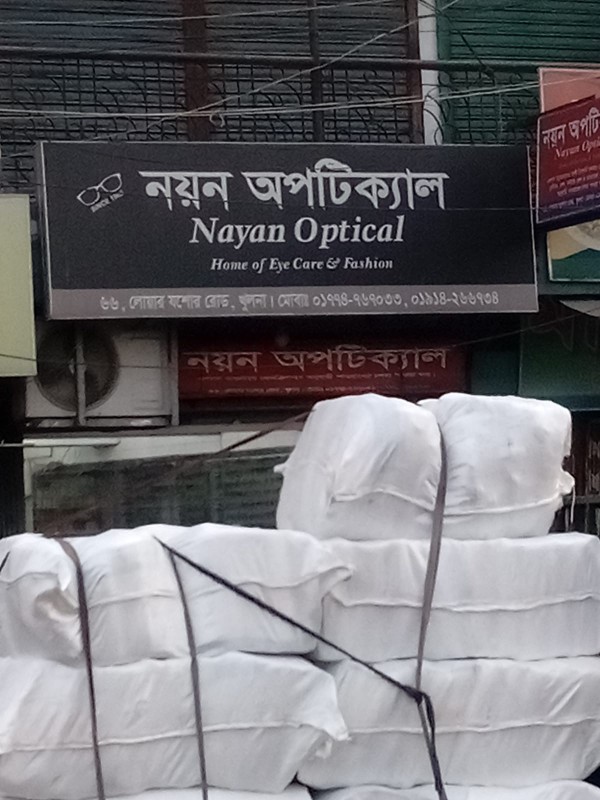 নয়ন অপটিক্যাল
Nayan Optical
Home of Eye Care & Fashion
৬৬, লোয়ার যশোর রোড, খুলনা। মোবাঃ ০১৭৭৪-৭৬৭০৩৩, ০১৯১৪-২৬৬৭৩৪
নয়ন অপটি
Nayan Opti
নয়ন অপটিক্যাল